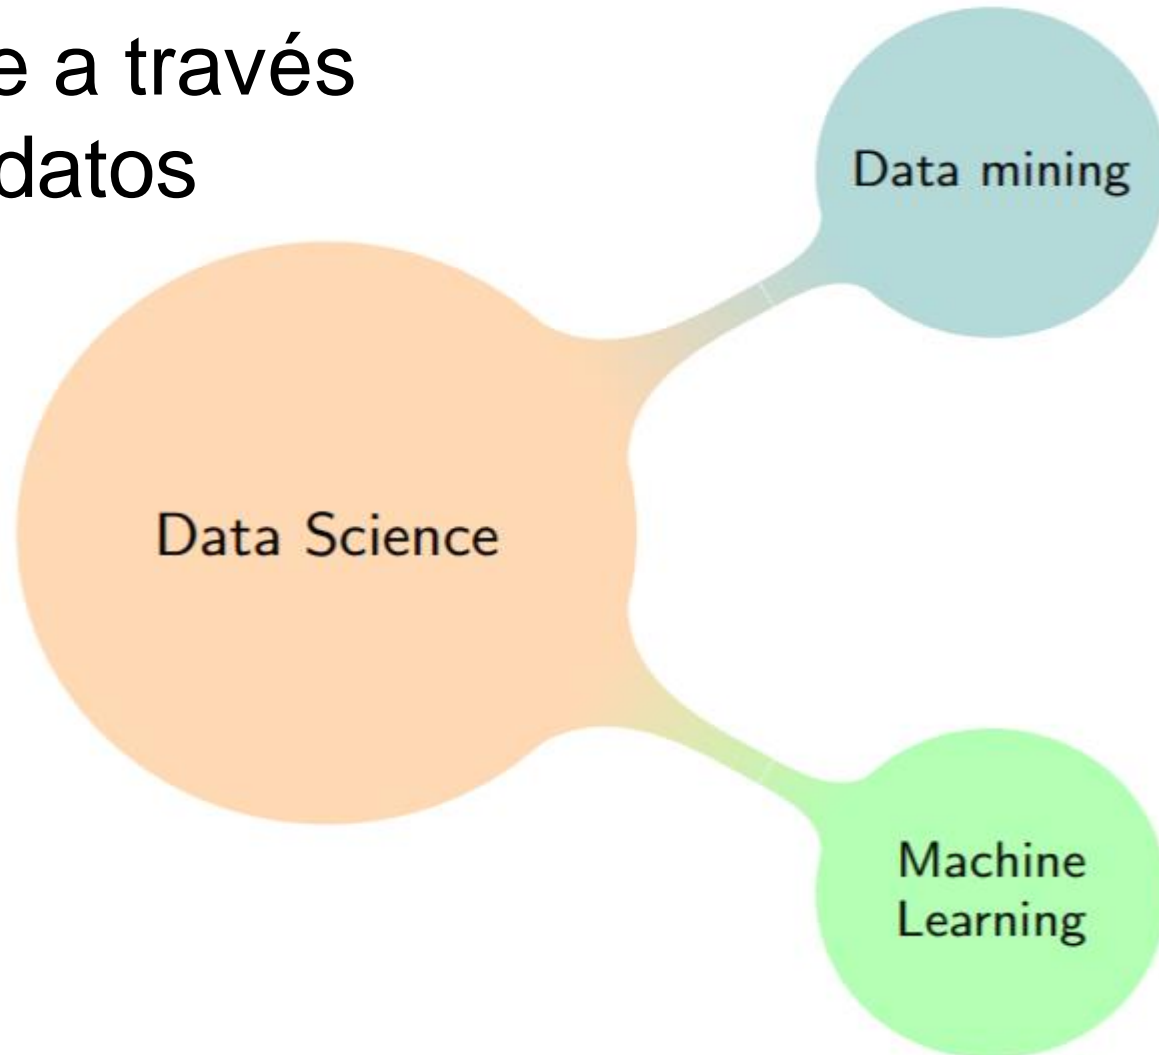 e a través
datos
Data mining
Data Science
Machine
Learning